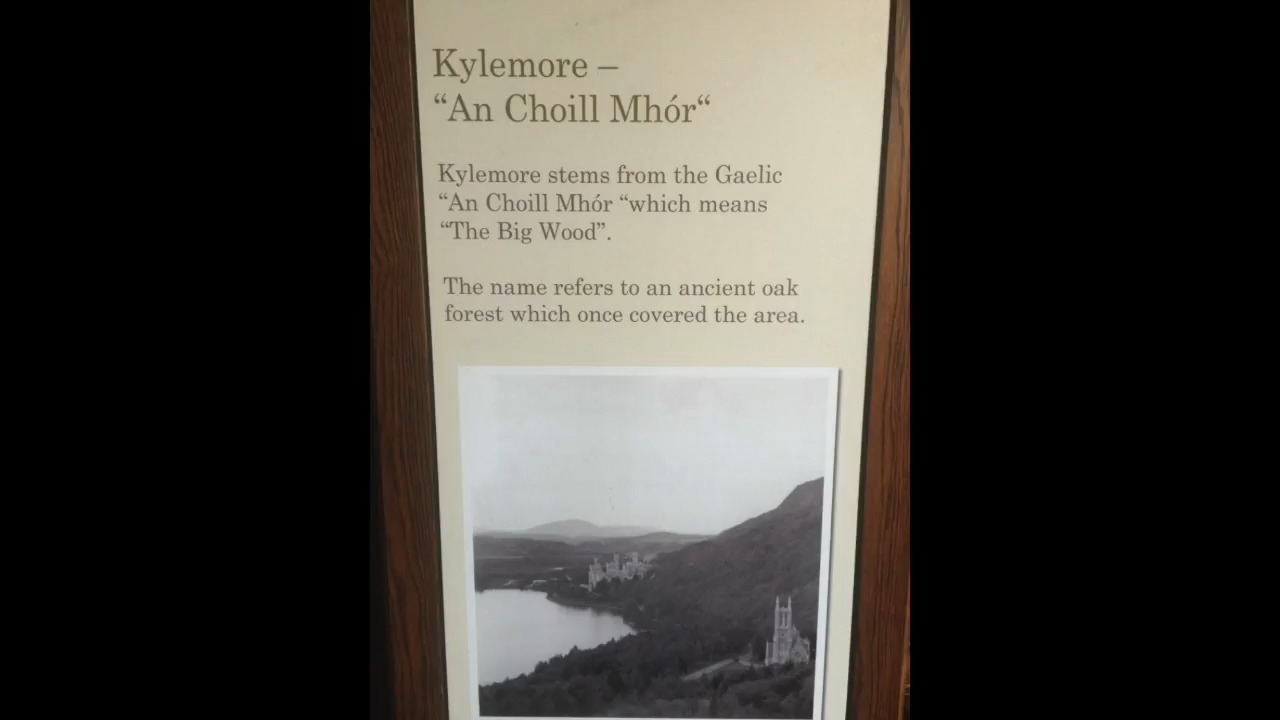 Kylemore –
“An Choill Mhór“
Kylemore stems from the Gaelic
“An Choill Mhór “which means
“The Big Wood”.
The name refers to an ancient oak
forest which once covered the area.